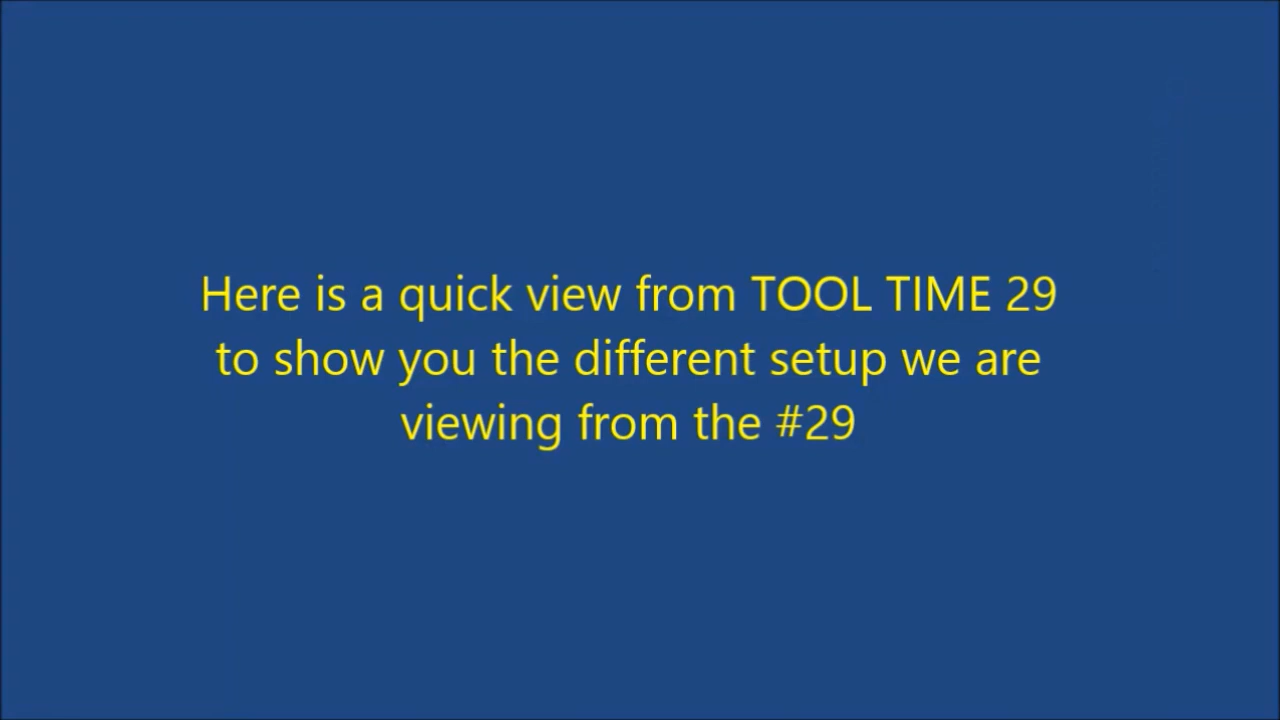 Here is a quick view from TOOL TIME 29
to show you the different setup we are
viewing from the #29